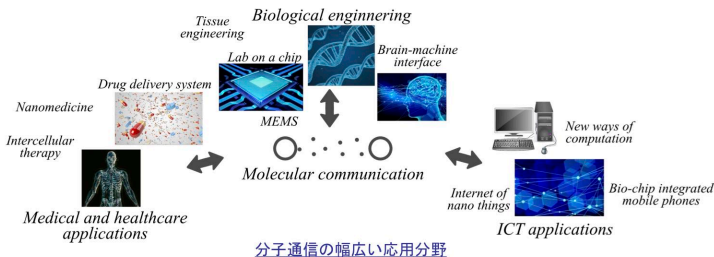 Biological enginnering
Tissue
engineering
Lab on a chip
Brain-machine
interface
MEMS
Drug delivery system
Nanomedicine
Intercellular
therapy
Medical and healthcare
applications
Molecular communication
New ways of
computation
Internet of
nano things
Bio-chip integrated
mobile phones
ICT applications
分子通信の幅広い応用分野